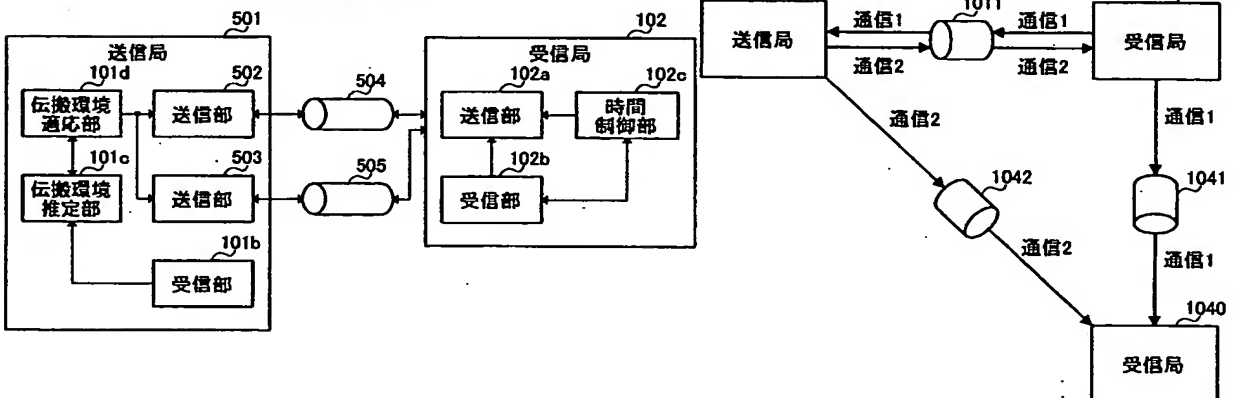 501
送信局
101d
伝搬環境
適応部
502
送信部
101c
伝搬環境
推定部
503
送信部
101b
受信部
504
505
102
受信局
102a
送信部
102c
時間
制御部
102b
受信部
送信局
通信1
1011
通信1
通信2
通信2
受信局
通信2
通信1
1042
1041
通信2
通信1
1040
受信局